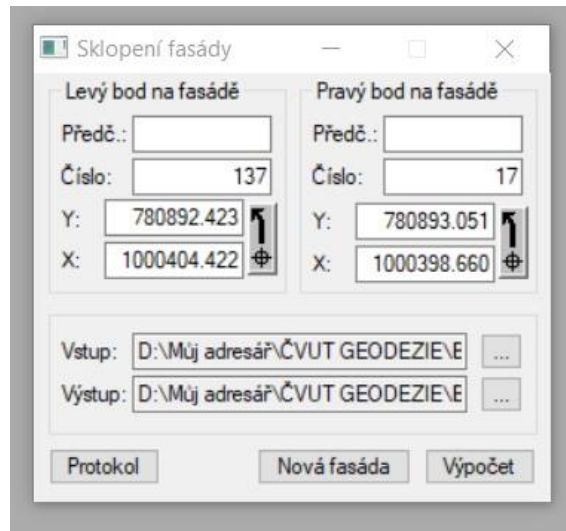 Sklopení fasády
Levý bod na fasádě
Předč.:
Číslo: 137
Y: 780892.423
X: 1000404.422
Pravý bod na fasádě
Předč.:
Číslo: 17
Y: 780893.051
X: 1000398.660
Vstup: D:\Můj adresář\ČVUT GEODEZIE\E ...
Výstup: D:\Můj adresář\ČVUT GEODEZIE\E ...
Protokol Nová fasáda Výpočet